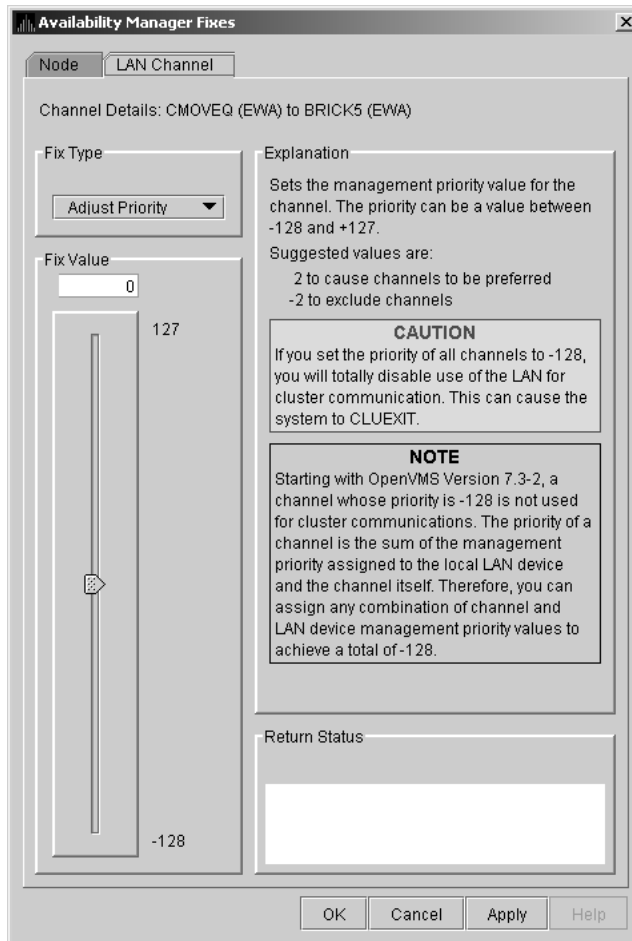 Availability Manager Fixes
Node
LAN Channel
Channel Details: CMOVEQ (EWA) to BRICK5 (EWA)
Fix Type
Adjust Priority
Fix Value
0
127
-128
Explanation
Sets the management priority value for the
channel. The priority can be a value between
-128 and +127.
Suggested values are:
2 to cause channels to be preferred
-2 to exclude channels
CAUTION
If you set the priority of all channels to -128,
you will totally disable use of the LAN for
cluster communication. This can cause the
system to CLUEXIT.
NOTE
Starting with OpenVMS Version 7.3-2, a
channel whose priority is -128 is not used
for cluster communications. The priority of a
channel is the sum of the management
priority assigned to the local LAN device
and the channel itself. Therefore, you can
assign any combination of channel and
LAN device management priority values to
achieve a total of -128.
Return Status
OK
Cancel
Apply
Help